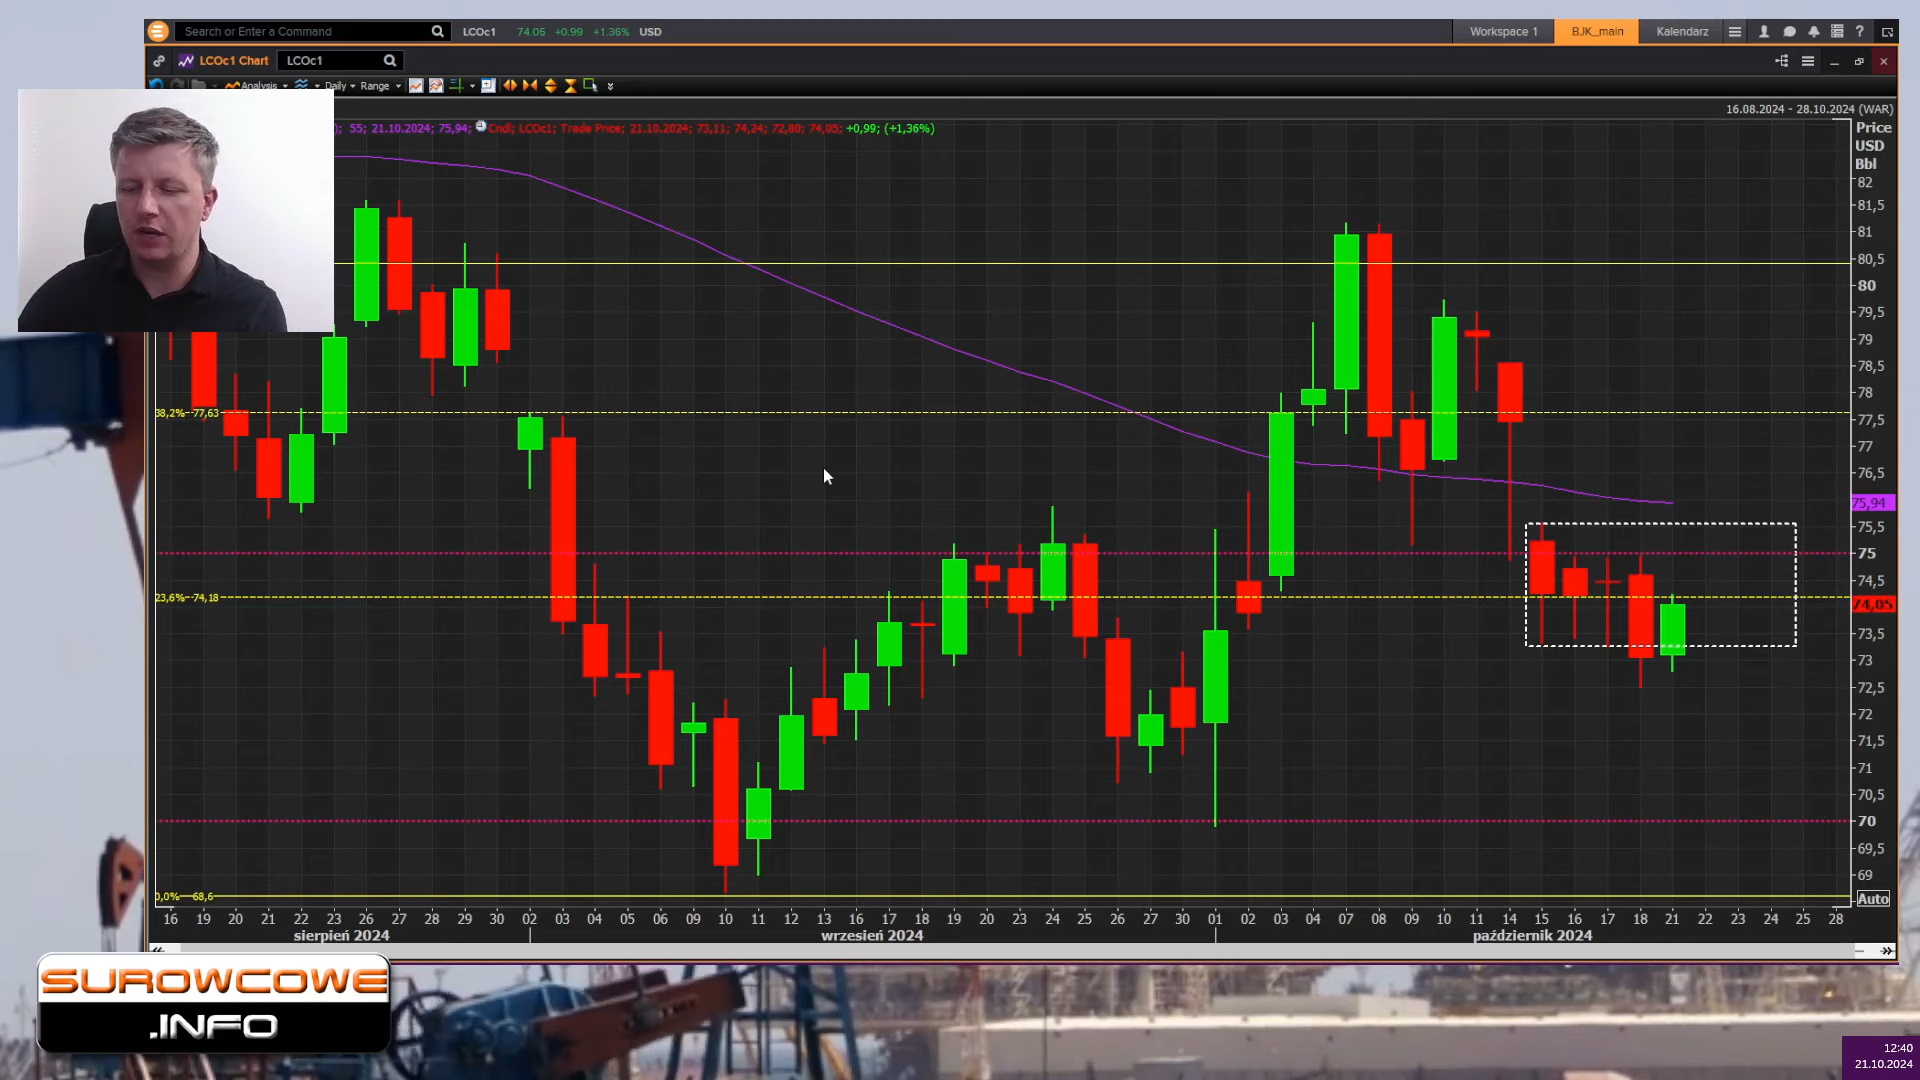 Search or Enter a Command
LCOc1 74.05 +0.99 +1.36% USD
Workspace 1
BJK_main
Kalendarz
?
LCOc1 Chart
LCOc1
Analysis
Daily
Range
16.08.2024 - 28.10.2024 (WAR)
); 55; 21.10.2024; 75,94; Cndl; LCOc1; Trade Price; 21.10.2024; 73,11; 74,24; 72,80; 74,05; +0,99; (+1,36%)
Price
USD
Bbl
82
81,5
81
80,5
80
79,5
79
78,5
78
77,5
77
76,5
75,94
75,5
75
74,5
74,05
73,5
73
72,5
72
71,5
71
70,5
70
69,5
69
Auto
38,2% 77,63
23,6% 74,18
0,0% 68,6
16 19 20 21 22 23 26 27 28 29 30 02 03 04 05 06 09 10 11 12 13 16 17 18 19 20 23 24 25 26 27 30 01 02 03 04 07 08 09 10 11 14 15 16 17 18 21 22 23 24 25 28
sierpień 2024
wrzesień 2024
październik 2024
SUROWCOWE
.INFO
12:40
21.10.2024